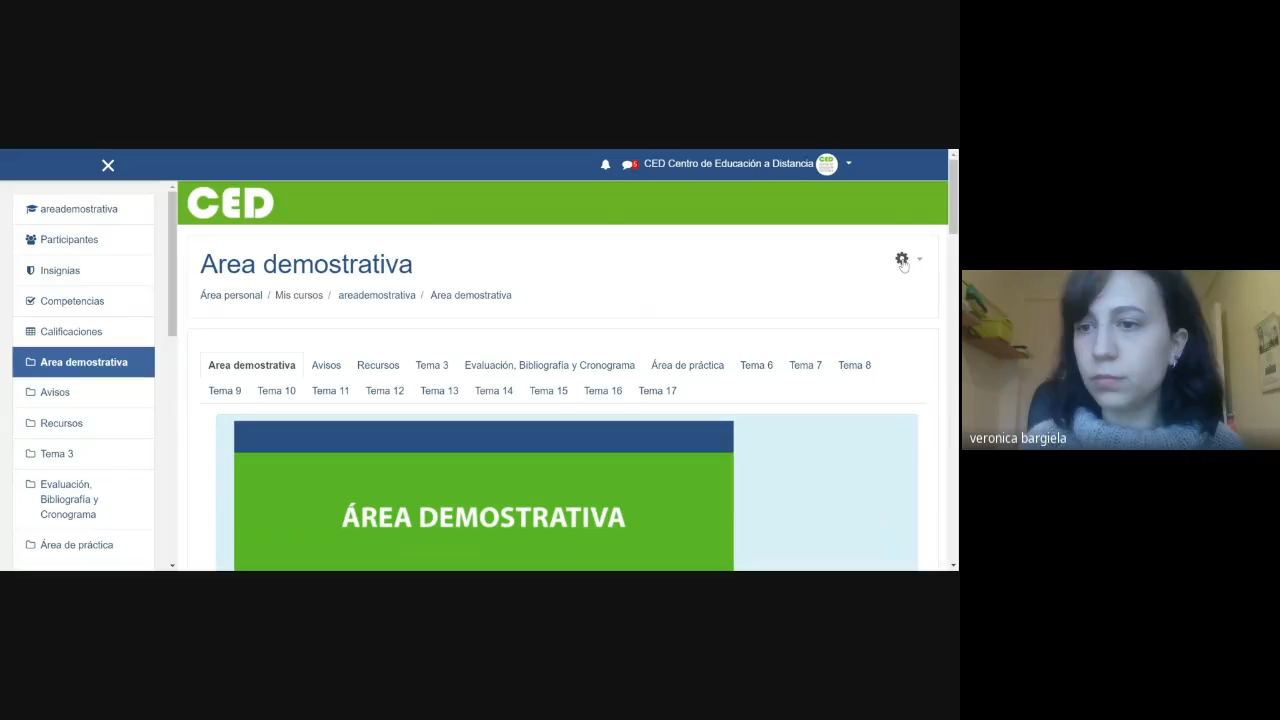 5
CED Centro de Educación a Distancia
CED
CED
areademostrativa
Participantes
Insignias
Competencias
Calificaciones
Area demostrativa
Avisos
Recursos
Tema 3
Evaluación,
Bibliografía y
Cronograma
Área de práctica
Area demostrativa
Área personal / Mis cursos / areademostrativa / Area demostrativa
Area demostrativa Avisos Recursos Tema 3 Evaluación, Bibliografía y Cronograma Área de práctica Tema 6 Tema 7 Tema 8
Tema 9 Tema 10 Tema 11 Tema 12 Tema 13 Tema 14 Tema 15 Tema 16 Tema 17
ÁREA DEMOSTRATIVA
veronica bargiela